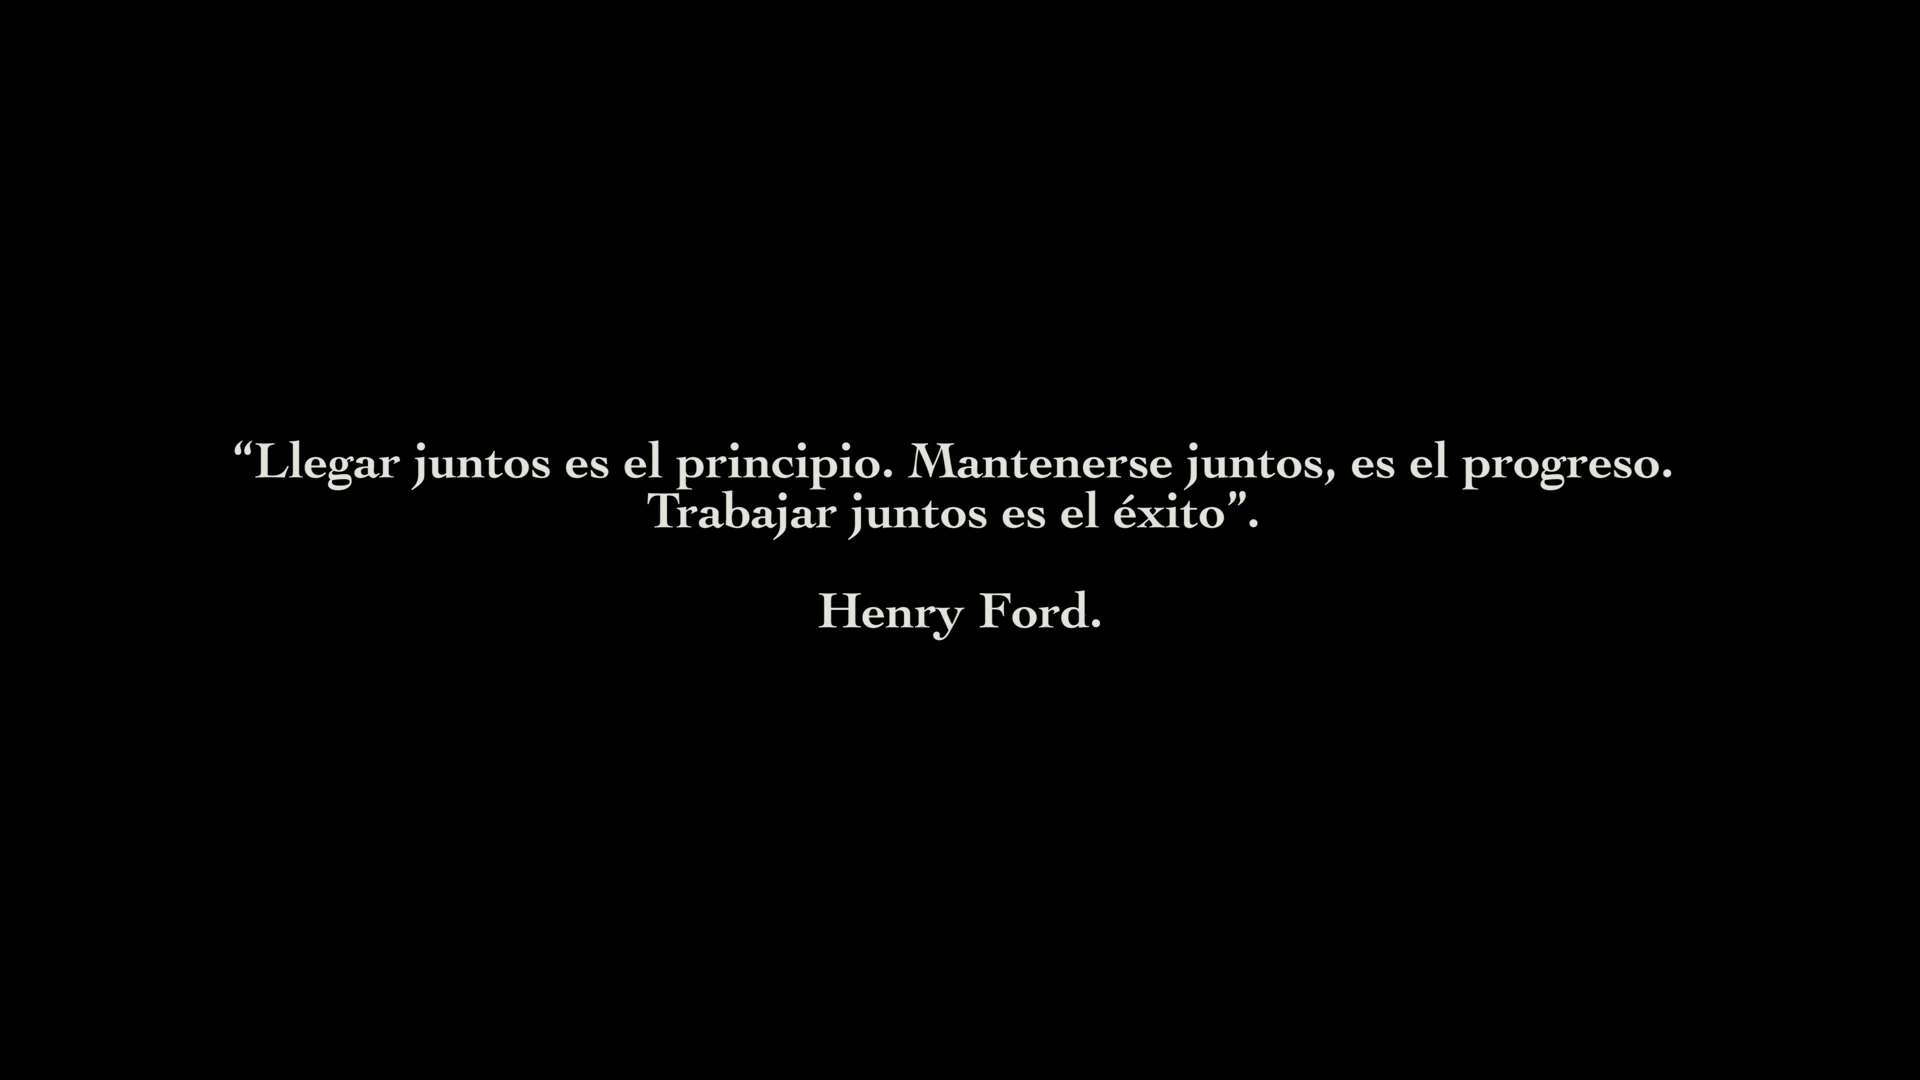 “Llegar juntos es el principio. Mantenerse juntos, es el progreso.
Trabajar juntos es el éxito”.
Henry Ford.